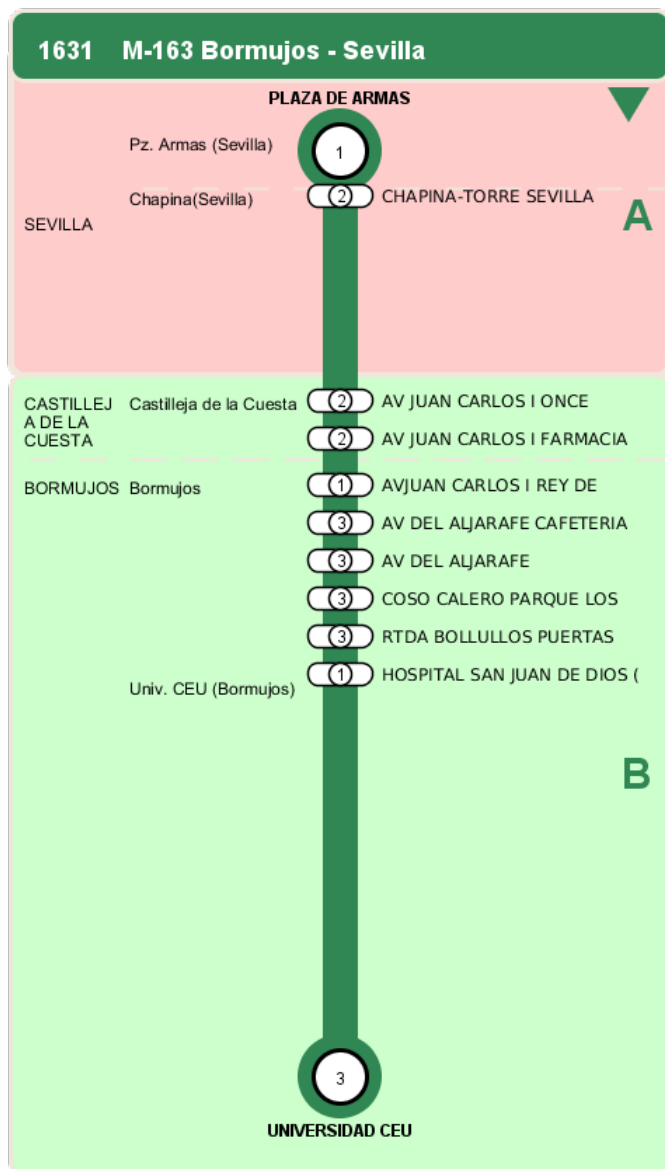 1631 M-163 Bormujos - Sevilla
PLAZA DE ARMAS
Pz. Armas (Sevilla)
1
Chapina(Sevilla)
2
CHAPINA-TORRE SEVILLA
SEVILLA
A
CASTILLEJ
A DE LA
CUESTA
Castilleja de la Cuesta
2
AV JUAN CARLOS I ONCE
2
AV JUAN CARLOS I FARMACIA
BORMUJOS
Bormujos
1
AVJUAN CARLOS I REY DE
3
AV DEL ALJARAFE CAFETERIA
3
AV DEL ALJARAFE
3
COSO CALERO PARQUE LOS
3
RTDA BOLLULLOS PUERTAS
Univ. CEU (Bormujos)
1
HOSPITAL SAN JUAN DE DIOS (
B
3
UNIVERSIDAD CEU